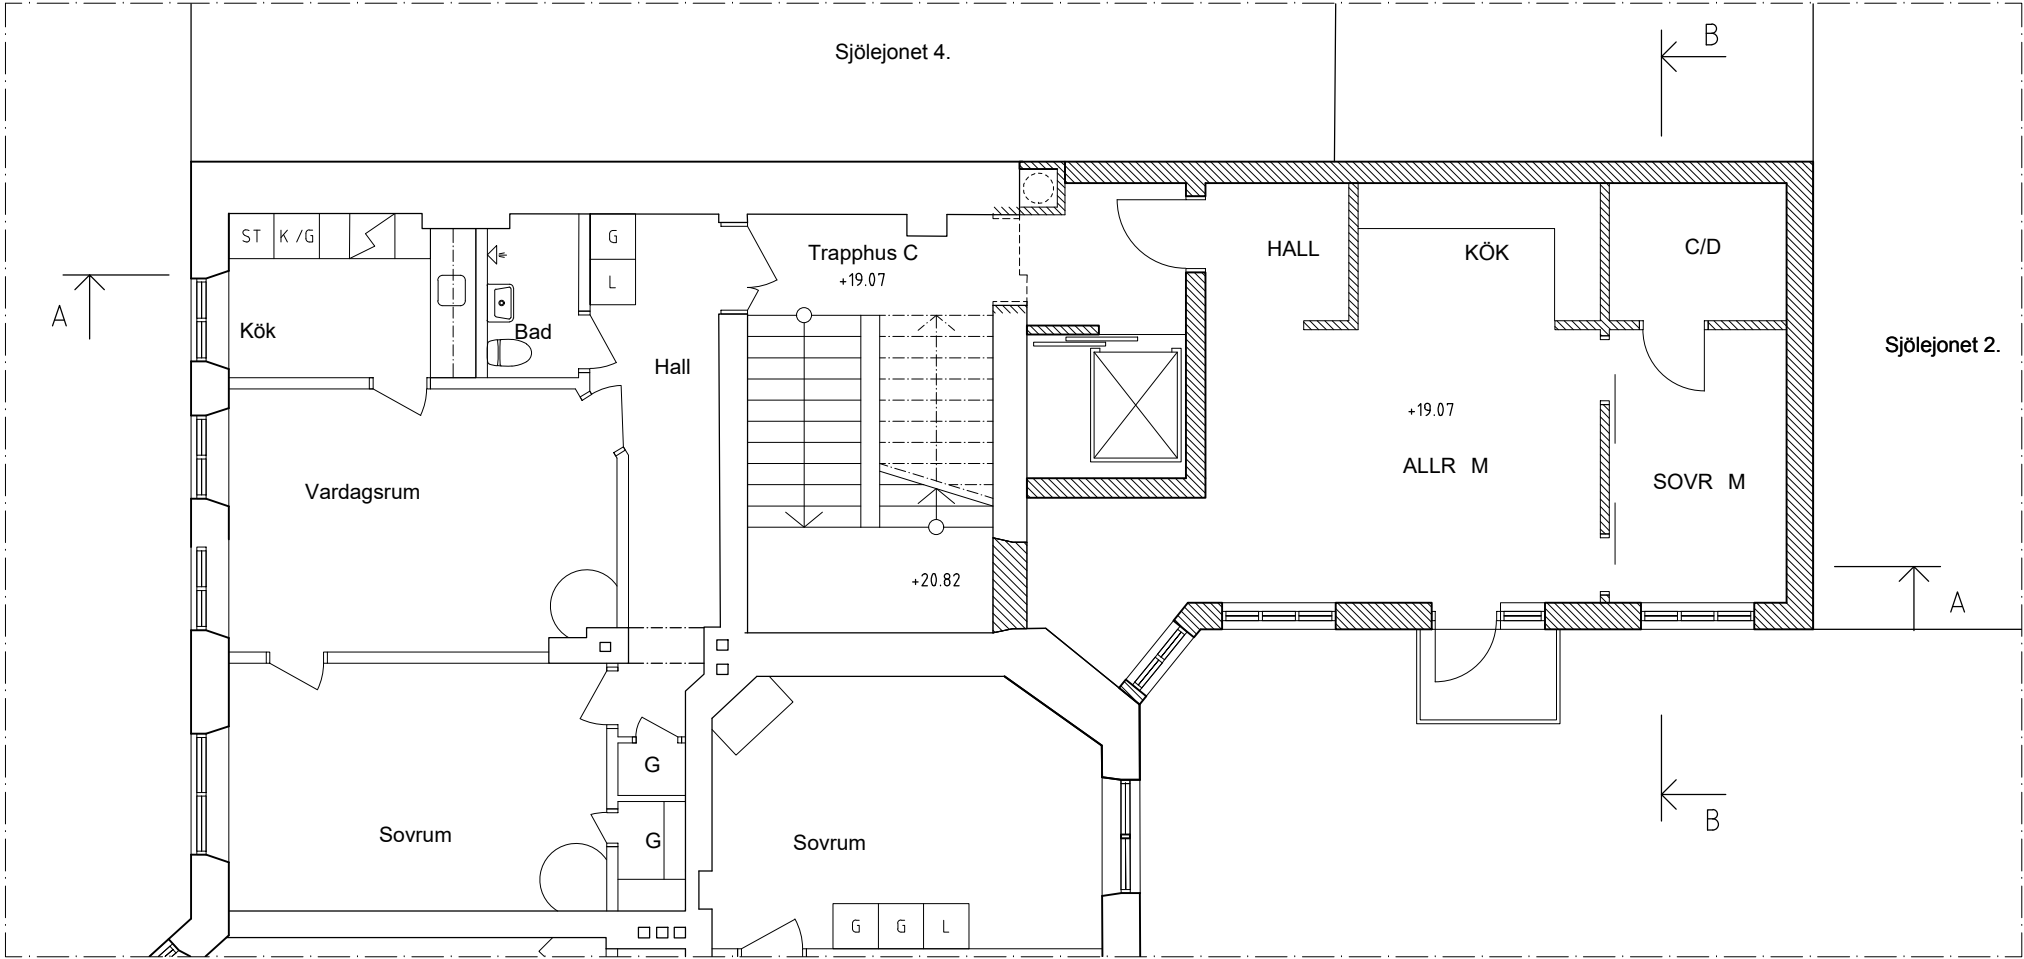 Sjölejonet 4.
B
ST
K /G
G
L
Trapphus C
+19.07
HALL
KÖK
C/D
A
Kök
Bad
Hall
Sjölejonet 2.
+19.07
ALLR M
SOVR M
Vardagsrum
+20.82
A
G
B
Sovrum
G
Sovrum
G
G
L